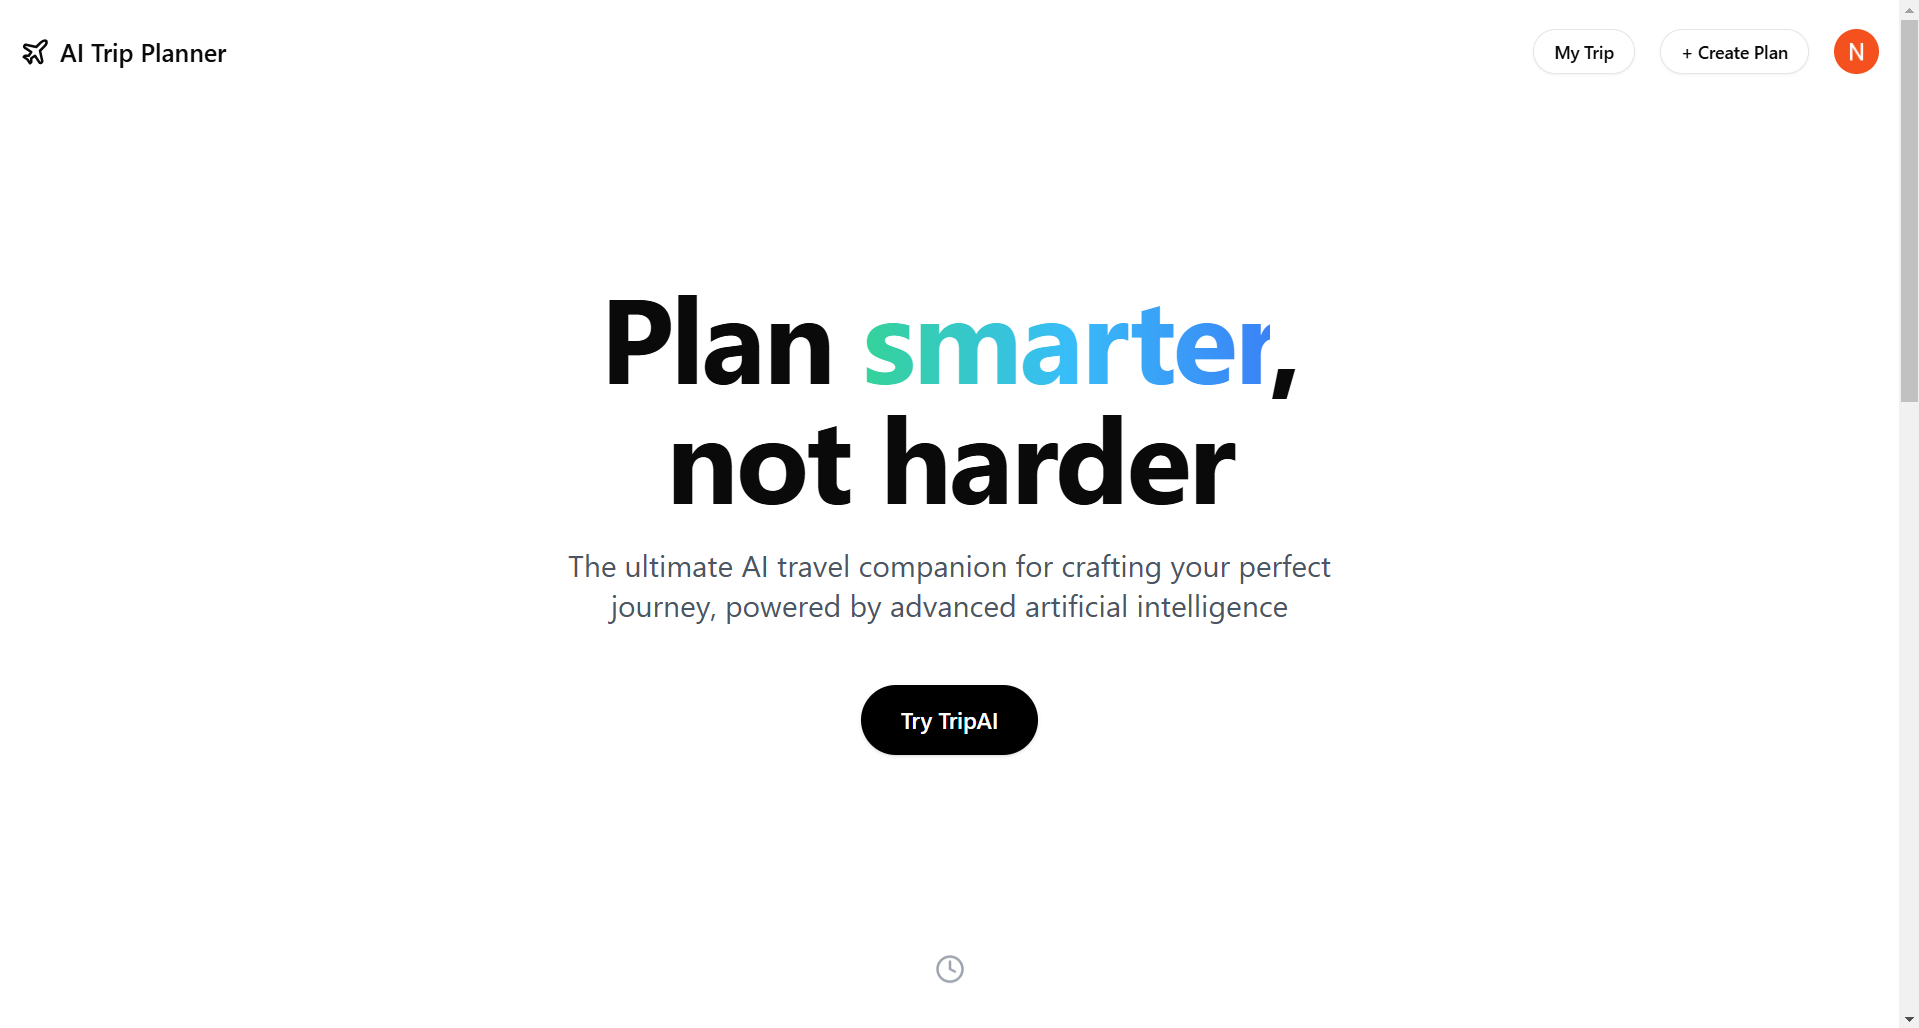 AI Trip Planner
My Trip
+ Create Plan
N
Plan smarter,
not harder
The ultimate AI travel companion for crafting your perfect
journey, powered by advanced artificial intelligence
Try TripAI